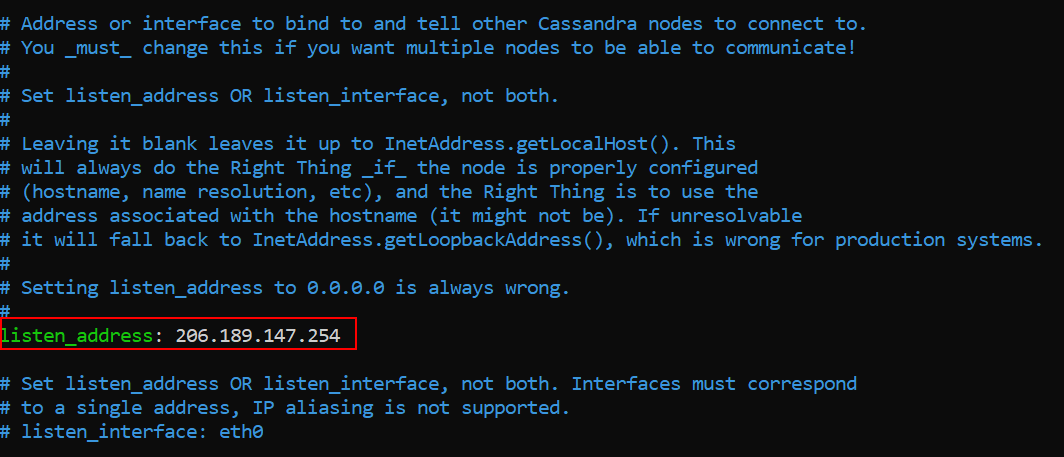 # Address or interface to bind to and tell other Cassandra nodes to connect to.
# You _must_ change this if you want multiple nodes to be able to communicate!
#
# Set listen_address OR listen_interface, not both.
#
# Leaving it blank leaves it up to InetAddress.getLocalHost(). This
# will always do the Right Thing _if_ the node is properly configured
# (hostname, name resolution, etc), and the Right Thing is to use the
# address associated with the hostname (it might not be). If unresolvable
# it will fall back to InetAddress.getLoopbackAddress(), which is wrong for production systems.
#
# Setting listen_address to 0.0.0.0 is always wrong.
#
listen_address: 206.189.147.254
# Set listen_address OR listen_interface, not both. Interfaces must correspond
# to a single address, IP aliasing is not supported.
# listen_interface: eth0